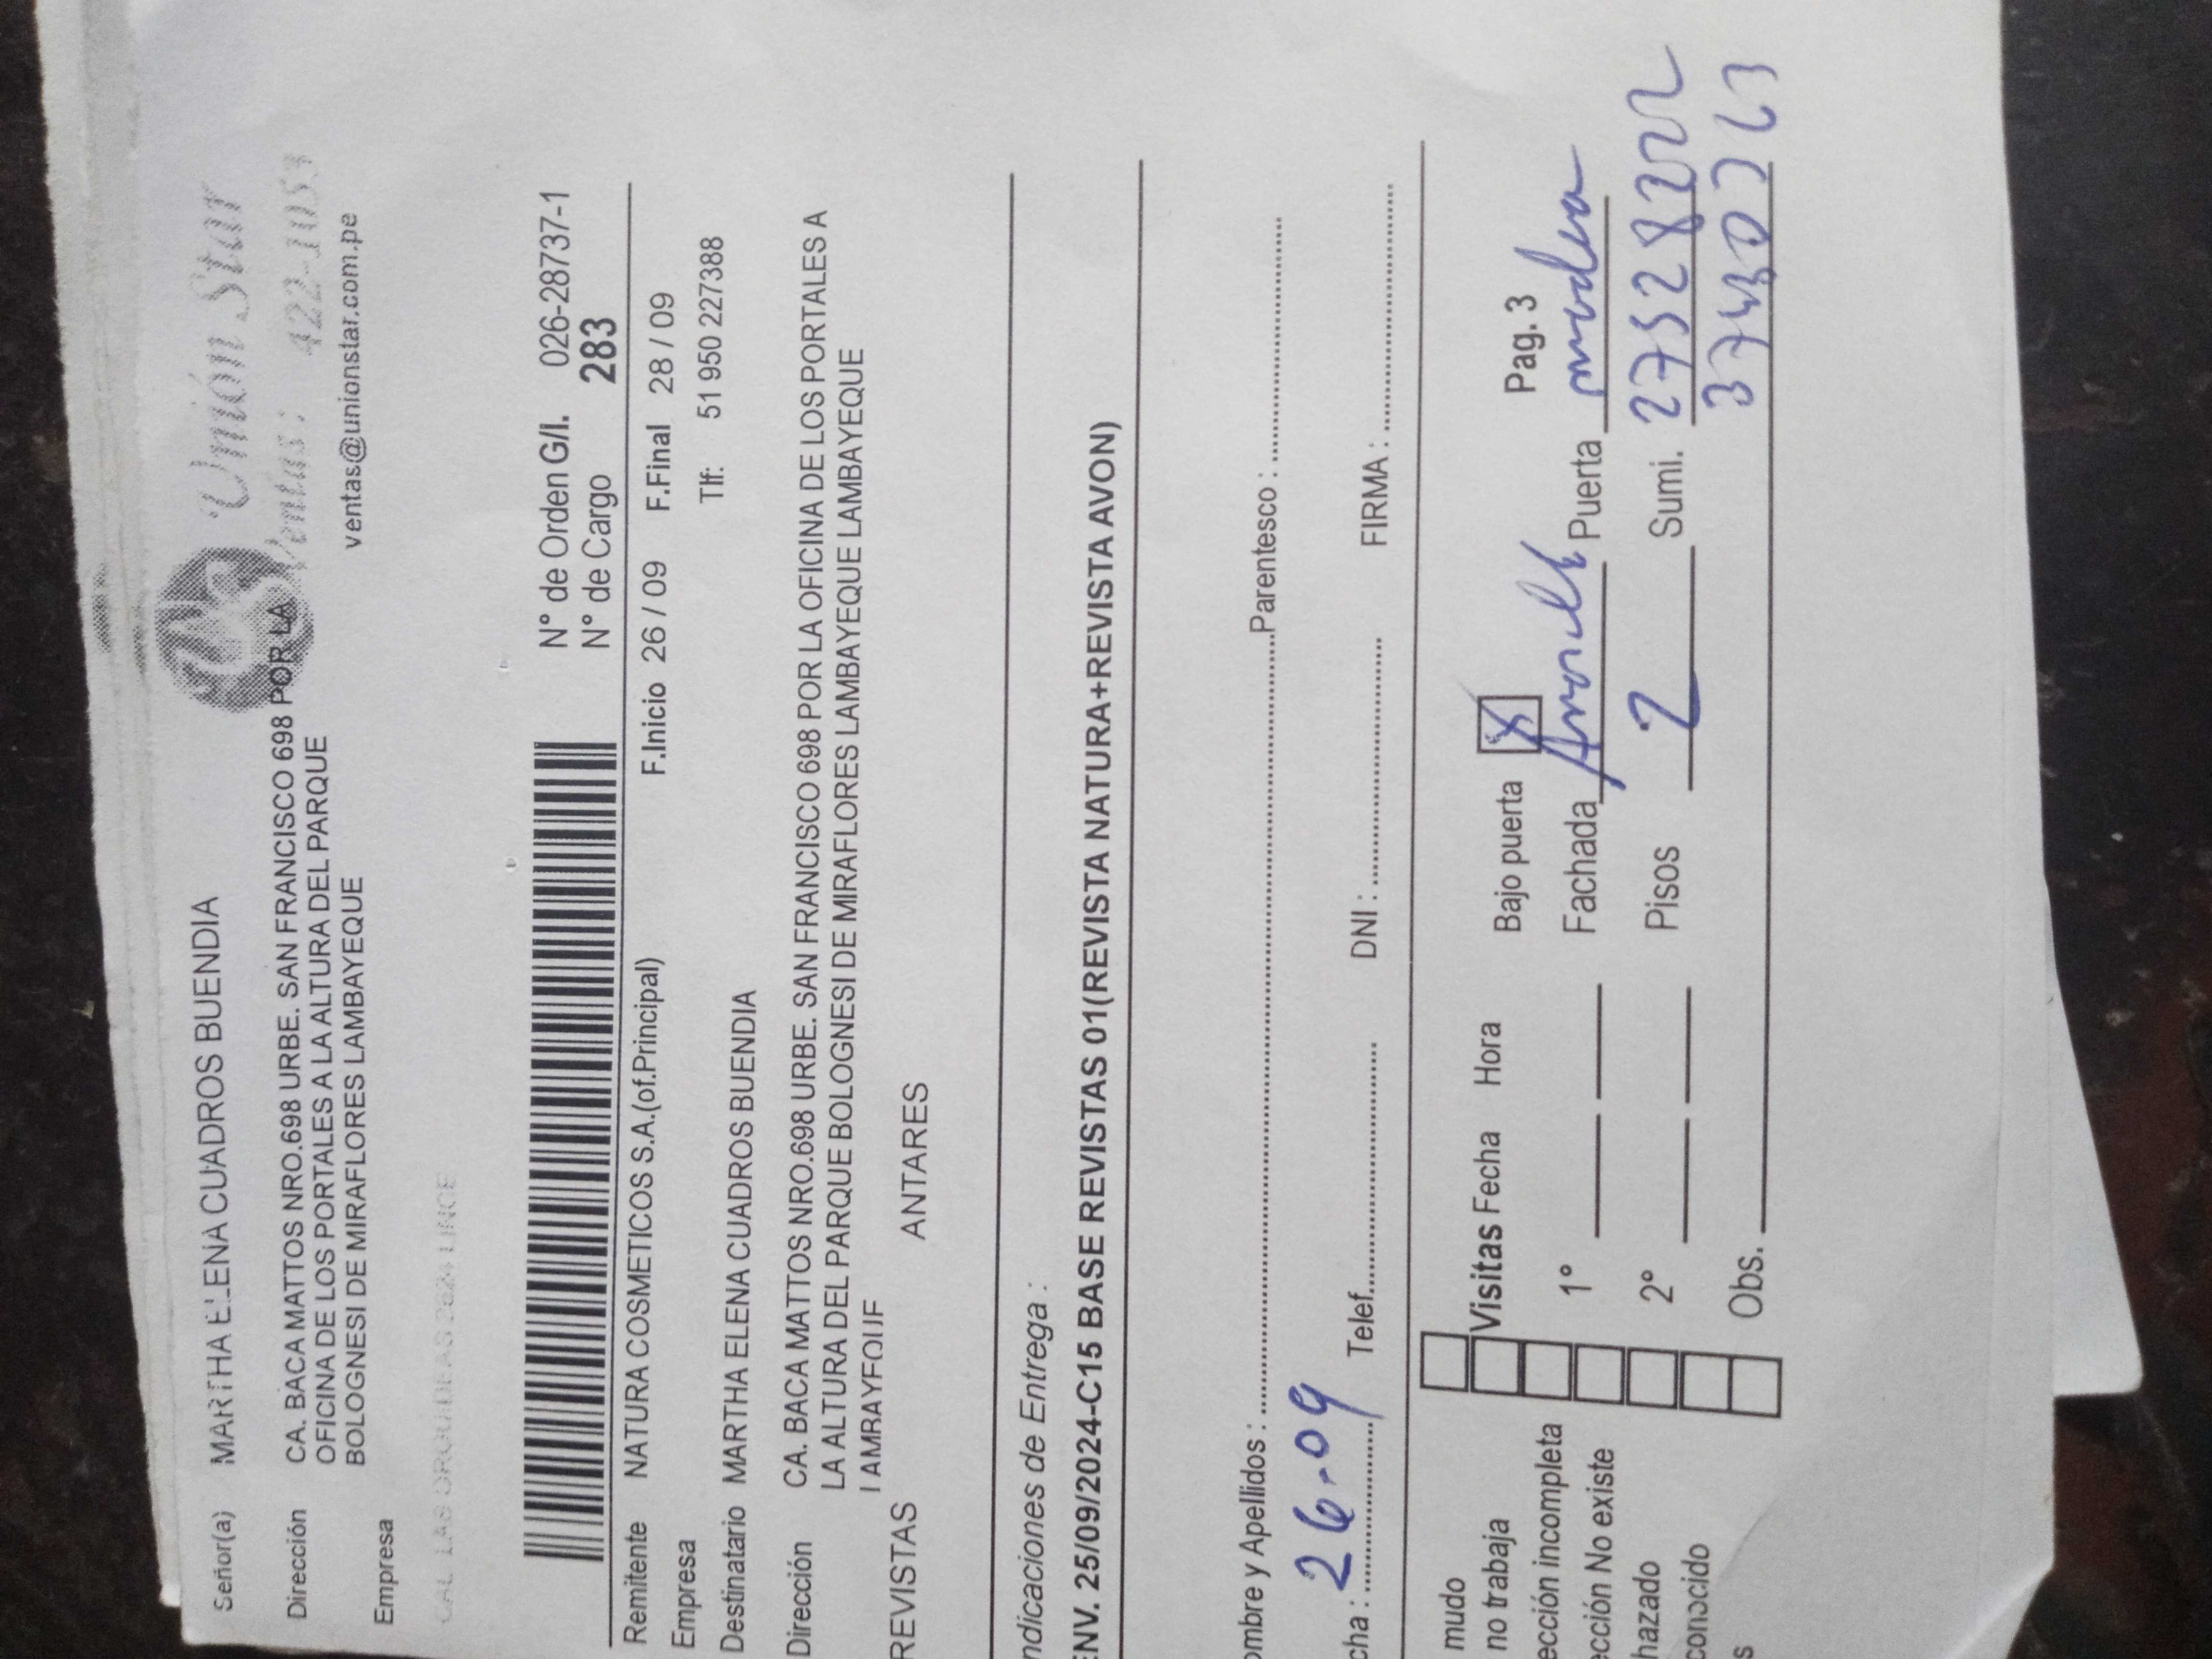 Unión Star
Ventas: 422-1053
ventas@unionstar.com.pe
Señor(a) MARTHA ELENA CUADROS BUENDIA
Dirección CA. BACA MATTOS NRO.698 URBE. SAN FRANCISCO 698 POR LA
OFICINA DE LOS PORTALES A LA ALTURA DEL PARQUE
BOLOGNESI DE MIRAFLORES LAMBAYEQUE
Empresa
N° de Orden G/I. 026-28737-1
N° de Cargo 283
Remitente NATURA COSMETICOS S.A.(of.Principal) F.Inicio 26 / 09 F.Final 28 / 09
Empresa Tlf: 51 950 227388
Destinatario MARTHA ELENA CUADROS BUENDIA
Dirección CA. BACA MATTOS NRO.698 URBE. SAN FRANCISCO 698 POR LA OFICINA DE LOS PORTALES A
LA ALTURA DEL PARQUE BOLOGNESI DE MIRAFLORES LAMBAYEQUE LAMBAYEQUE
REVISTAS ANTARES
ndicaciones de Entrega :
ENV. 25/09/2024-C15 BASE REVISTAS 01(REVISTA NATURA+REVISTA AVON)
ombre y Apellidos : Parentesco :
cha : 26.09 Telef. DNI : FIRMA :
mudo
no trabaja
ección incompleta
ección No existe
hazado
conocido
s
Visitas Fecha Hora Bajo puerta X Pag. 3
1° Fachada Puerta madera
2° Pisos 2 Sumi.
Obs.